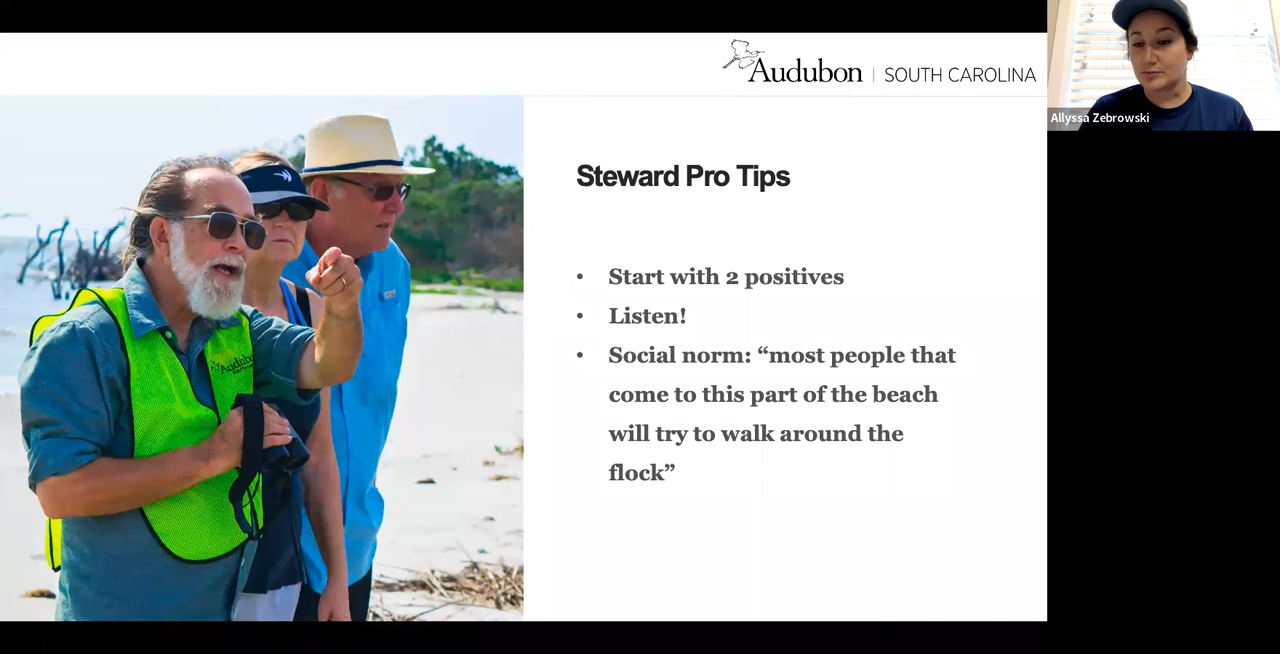 Audubon | SOUTH CAROLINA
Allyssa Zebrowski
Steward Pro Tips
• Start with 2 positives
• Listen!
• Social norm: “most people that
come to this part of the beach
will try to walk around the
flock”
Audubon